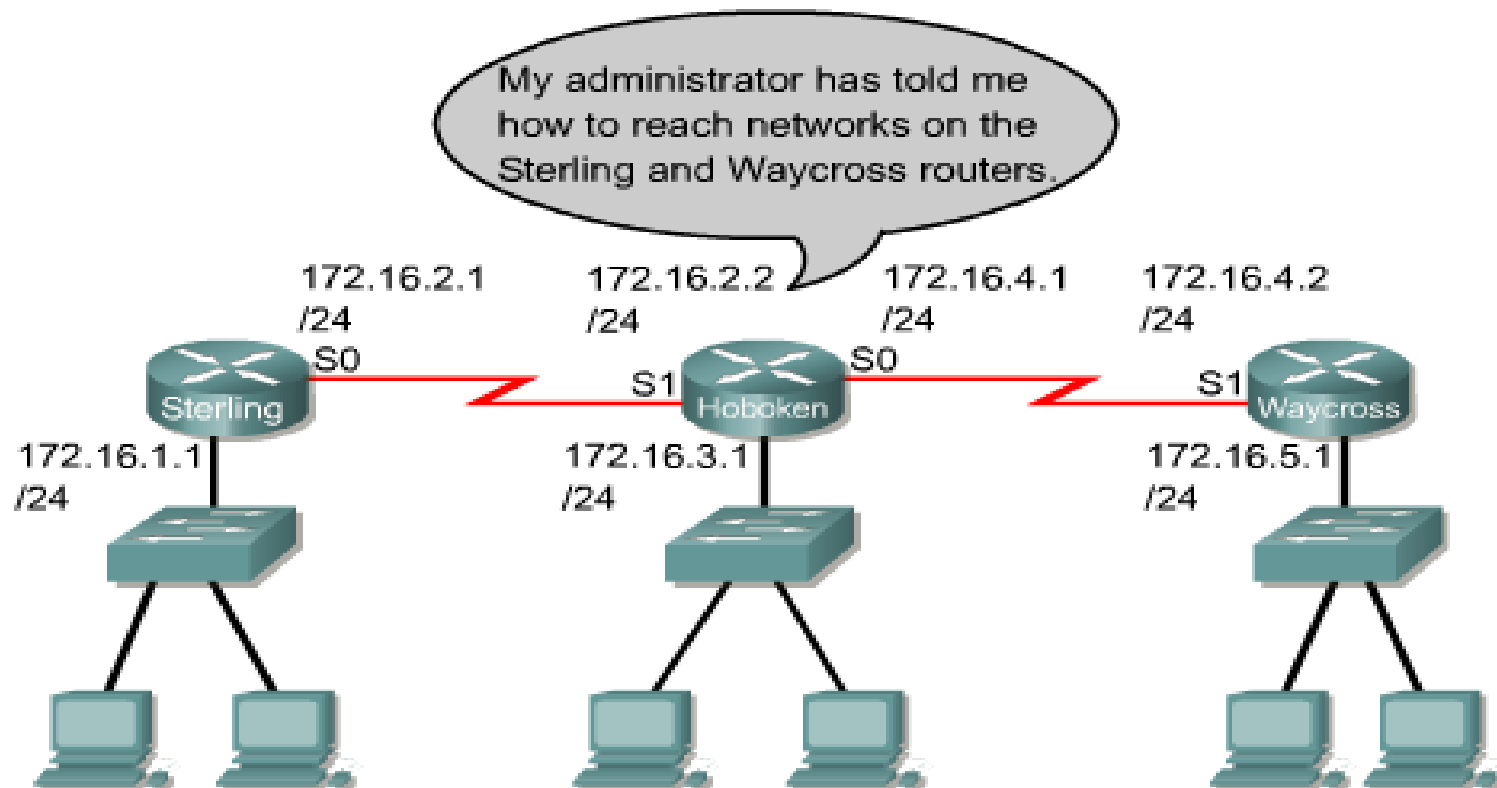 My administrator has told me
how to reach networks on the
Sterling and Waycross routers.
172.16.2.1
/24
172.16.2.2
/24
172.16.4.1
/24
172.16.4.2
/24
S0
S1
S0
S1
Sterling
Hoboken
Waycross
172.16.1.1
/24
172.16.3.1
/24
172.16.5.1
/24